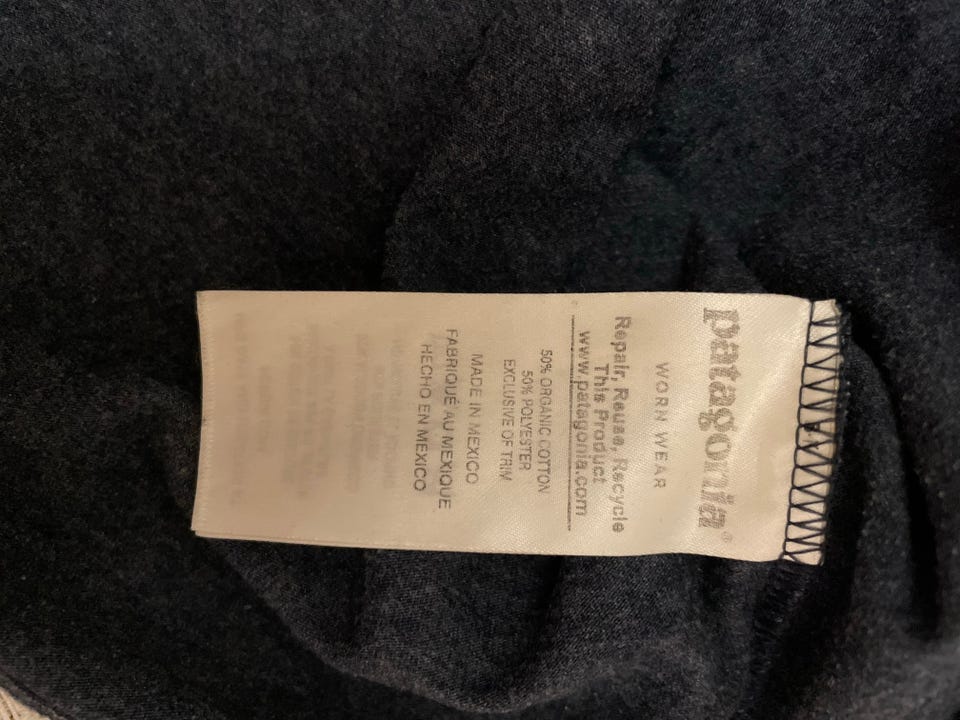 patagonia®
WORN WEAR
Repair, Reuse, Recycle
This Product
www.patagonia.com
50% ORGANIC COTTON
50% POLYESTER
EXCLUSIVE OF TRIM
MADE IN MEXICO
FABRIQUÉ AU MEXIQUE
HECHO EN MÉXICO